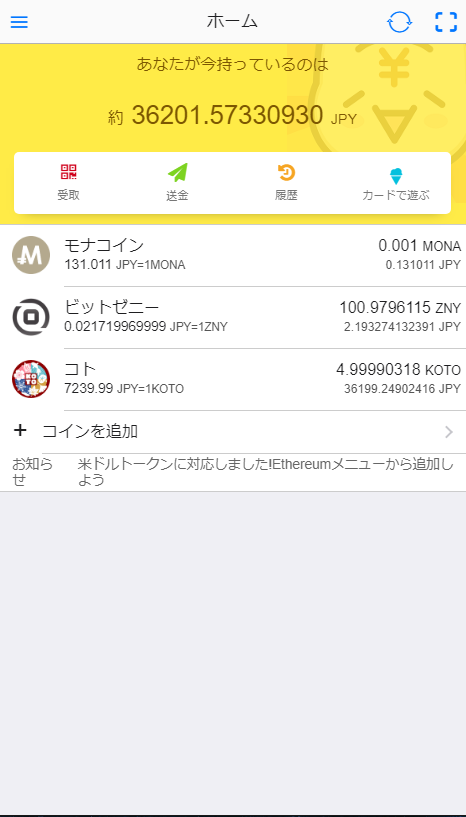 ホーム
あなたが今持っているのは
約 36201.57330930 JPY
受取
送金
履歴
カードで遊ぶ
モナコイン
0.001 MONA
131.011 JPY=1MONA
0.131011 JPY
ビットゼニー
100.9796115 ZNY
0.021719969999 JPY=1ZNY
2.193274132391 JPY
コト
4.99990318 KOTO
7239.99 JPY=1KOTO
36199.24902416 JPY
+ コインを追加
お知ら
せ
米ドルトークンに対応しました!Ethereumメニューから追加し
よう